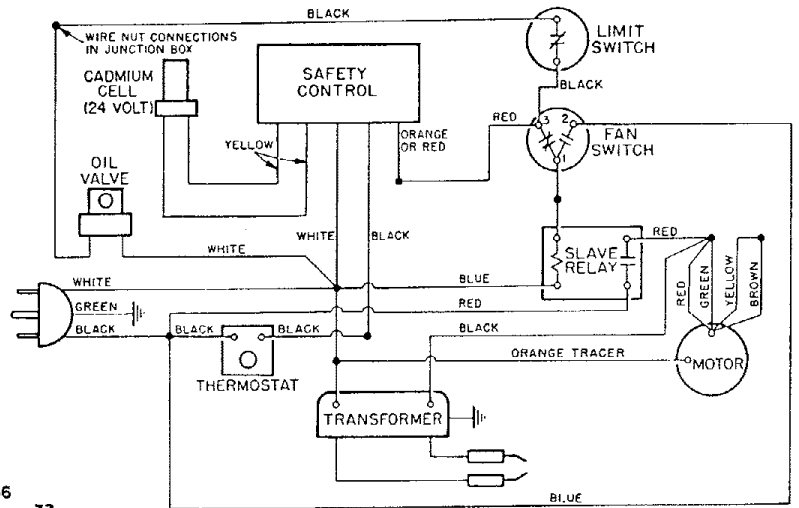 BLACK
WIRE NUT CONNECTIONS
IN JUNCTION BOX
LIMIT
SWITCH
CADMIUM
CELL
(24 VOLT)
SAFETY
CONTROL
BLACK
RED
3 2
1
FAN
SWITCH
YELLOW
ORANGE
OR RED
OIL
VALVE
WHITE
WHITE
BLACK
SLAVE
RELAY
RED
WHITE
BLUE
RED
GREEN
YELLOW
BROWN
GREEN
RED
BLACK
BLACK
BLACK
BLACK
ORANGE TRACER
MOTOR
THERMOSTAT
TRANSFORMER
BLUE